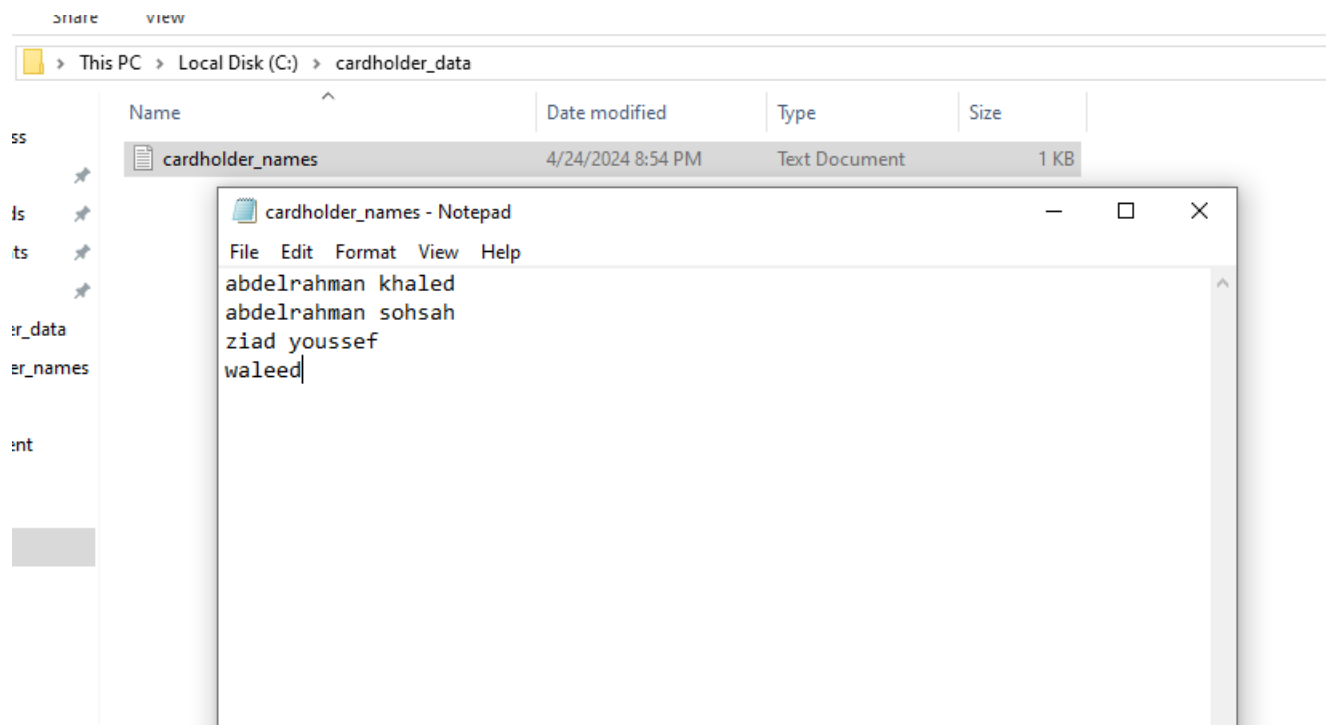 Share View
This PC > Local Disk (C:) > cardholder_data
Name Date modified Type Size
ss
cardholder_names 4/24/2024 8:54 PM Text Document 1 KB
ls
cardholder_names - Notepad
ts
File Edit Format View Help
abdelrahman khaled
abdelrahman sohsah
er_data
ziad youssef
er_names
waleed
ent